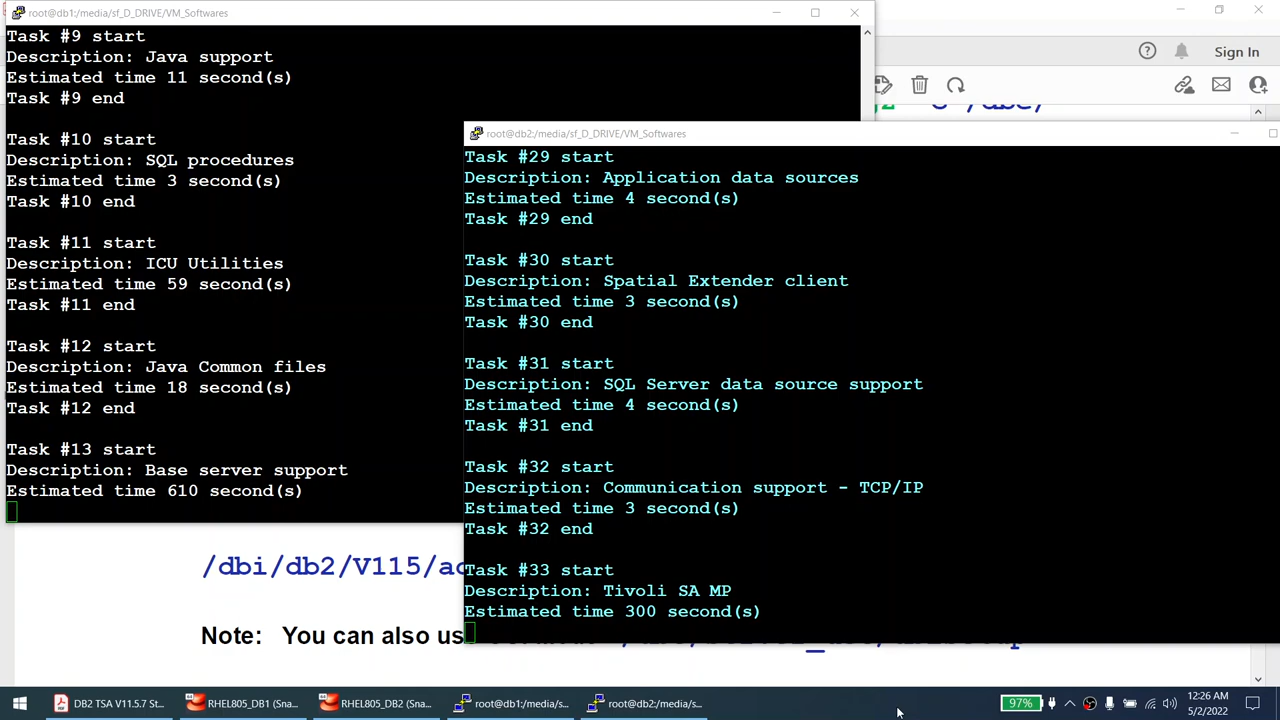 root@db1:/media/sf_D_DRIVE/VM_Softwares
Task #9 start
Description: Java support
Estimated time 11 second(s)
Task #9 end
Task #10 start
Description: SQL procedures
Estimated time 3 second(s)
Task #10 end
Task #11 start
Description: ICU Utilities
Estimated time 59 second(s)
Task #11 end
Task #12 start
Description: Java Common files
Estimated time 18 second(s)
Task #12 end
Task #13 start
Description: Base server support
Estimated time 610 second(s)
Sign In
root@db2:/media/sf_D_DRIVE/VM_Softwares
Task #29 start
Description: Application data sources
Estimated time 4 second(s)
Task #29 end
Task #30 start
Description: Spatial Extender client
Estimated time 3 second(s)
Task #30 end
Task #31 start
Description: SQL Server data source support
Estimated time 4 second(s)
Task #31 end
Task #32 start
Description: Communication support - TCP/IP
Estimated time 3 second(s)
Task #32 end
Task #33 start
Description: Tivoli SA MP
Estimated time 300 second(s)
/dbi/db2/V115/
Note: You can also
DB2 TSA V11.5.7 St...
RHEL805_DB1 (Sna...
RHEL805_DB2 (Sna...
root@db1:/media/s...
root@db2:/media/s...
97%
12:26 AM
5/2/2022